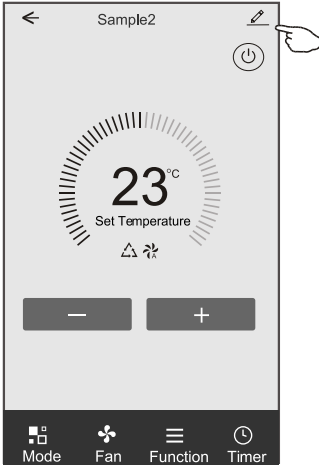 Sample2
23°C
Set Temperature
A
Mode Fan Function Timer